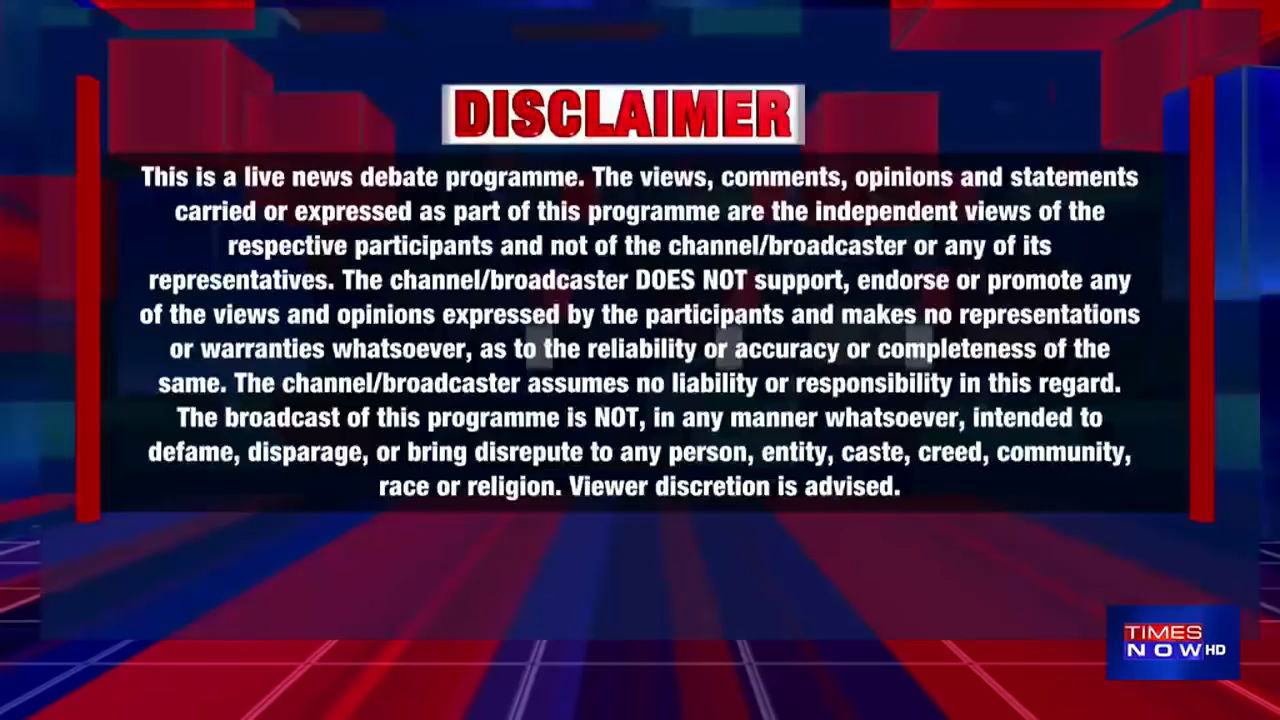 DISCLAIMER
This is a live news debate programme. The views, comments, opinions and statements
carried or expressed as part of this programme are the independent views of the
respective participants and not of the channel/broadcaster or any of its
representatives. The channel/broadcaster DOES NOT support, endorse or promote any
of the views and opinions expressed by the participants and makes no representations
or warranties whatsoever, as to the reliability or accuracy or completeness of the
same. The channel/broadcaster assumes no liability or responsibility in this regard.
The broadcast of this programme is NOT, in any manner whatsoever, intended to
defame, disparage, or bring disrepute to any person, entity, caste, creed, community,
race or religion. Viewer discretion is advised.
TIMES
NOW HD